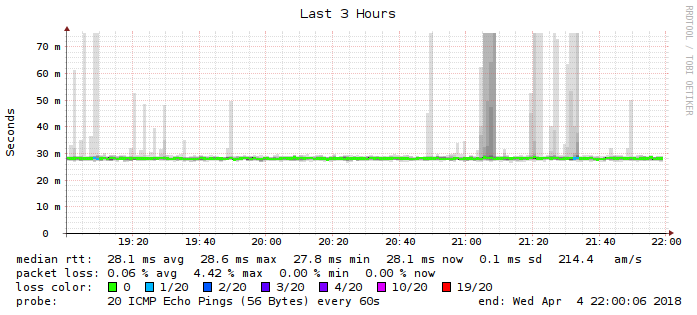 Last 3 Hours
RRDTOOL / TOBI OETIKER
Seconds
70 m
60 m
50 m
40 m
30 m
20 m
10 m
0
19:20 19:40 20:00 20:20 20:40 21:00 21:20 21:40 22:00
median rtt: 28.1 ms avg 28.6 ms max 27.8 ms min 28.1 ms now 0.1 ms sd 214.4 am/s
packet loss: 0.06 % avg 4.42 % max 0.00 % min 0.00 % now
loss color: 0 1/20 2/20 3/20 4/20 10/20 19/20
probe: 20 ICMP Echo Pings (56 Bytes) every 60s end: Wed Apr 4 22:00:06 2018